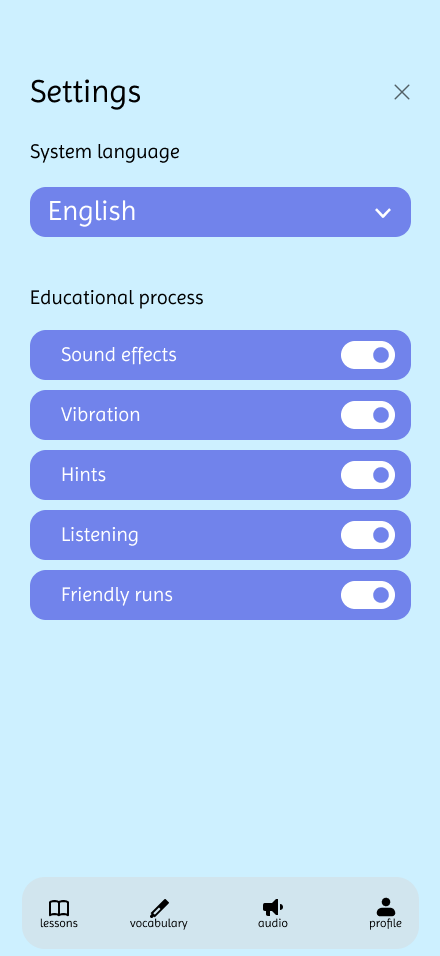 Settings
System language
English
Educational process
Sound effects
Vibration
Hints
Listening
Friendly runs
lessons
vocabulary
audio
profile